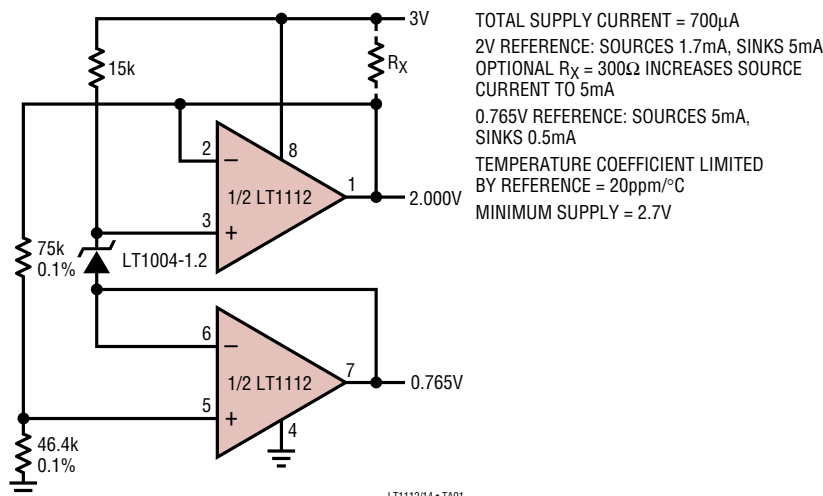 3V
15k
RX
2
8
1
1/2 LT1112
2.000V
3
75k
0.1%
LT1004-1.2
6
7
1/2 LT1112
0.765V
5
4
46.4k
0.1%
TOTAL SUPPLY CURRENT = 700µA
2V REFERENCE: SOURCES 1.7mA, SINKS 5mA
OPTIONAL RX = 300Ω INCREASES SOURCE
CURRENT TO 5mA
0.765V REFERENCE: SOURCES 5mA,
SINKS 0.5mA
TEMPERATURE COEFFICIENT LIMITED
BY REFERENCE = 20ppm/°C
MINIMUM SUPPLY = 2.7V
LT1112/14 • TA01